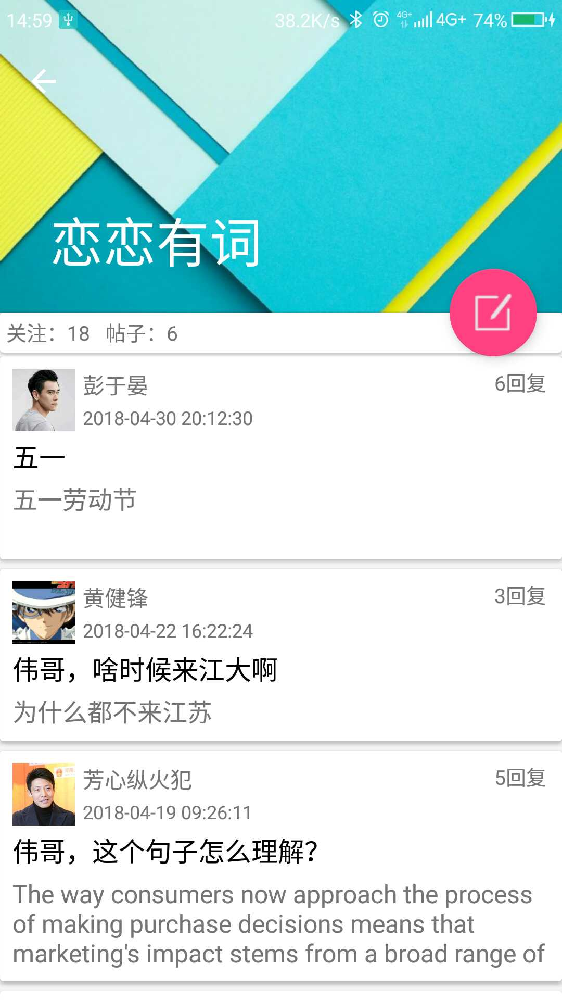 14:59 38.2K/s 4G+ 4G+ 74%
恋恋有词
关注：18 帖子：6
彭于晏 6回复
2018-04-30 20:12:30
五一
五一劳动节
黄健锋 3回复
2018-04-22 16:22:24
伟哥，啥时候来江大啊
为什么都不来江苏
芳心纵火犯 5回复
2018-04-19 09:26:11
伟哥，这个句子怎么理解？
The way consumers now approach the process
of making purchase decisions means that
marketing's impact stems from a broad range of